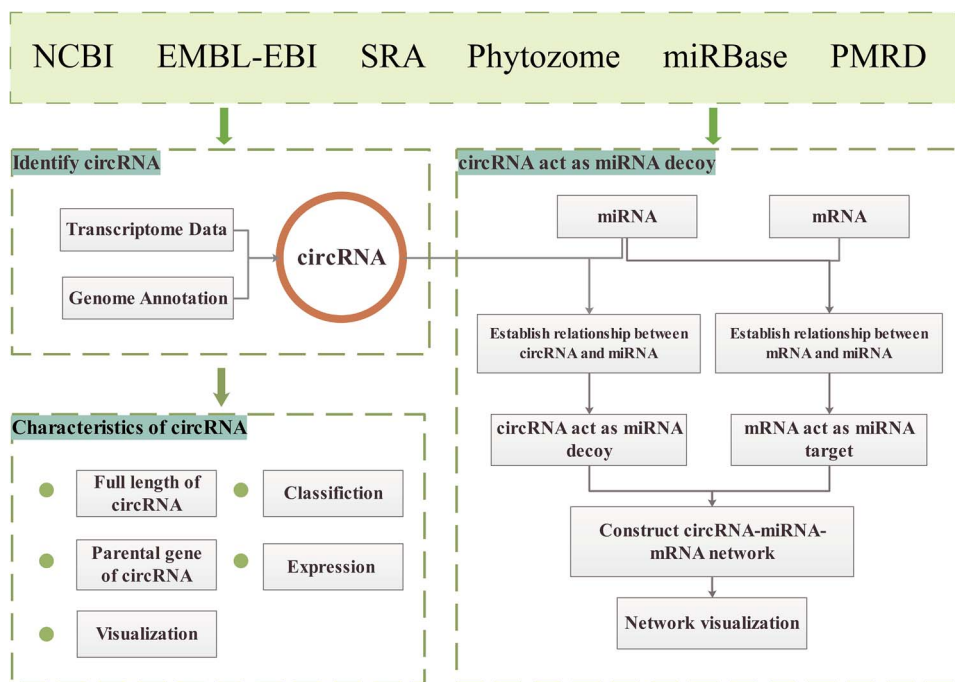 NCBI EMBL-EBI SRA Phytozome miRBase PMRD
Identify circRNA
Transcriptome Data
Genome Annotation
circRNA
Characteristics of circRNA
Full length of
circRNA
Classifiction
Parental gene
of circRNA
Expression
Visualization
circRNA act as miRNA decoy
miRNA
mRNA
Establish relationship between
circRNA and miRNA
Establish relationship between
mRNA and miRNA
circRNA act as miRNA
decoy
mRNA act as miRNA
target
Construct circRNA-miRNA-
mRNA network
Network visualization